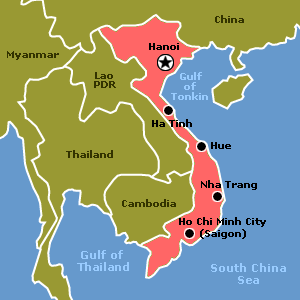 China
Hanoi
Myanmar
Lao
PDR
Gulf
of
Tonkin
Ha Tinh
Hue
Thailand
Nha Trang
Cambodia
Ho Chi Minh City
(Saigon)
Gulf of
Thailand
South China
Sea